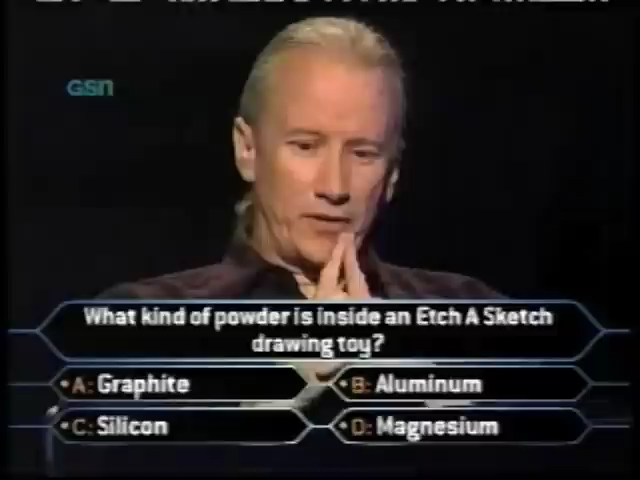 GSN
What kind of powder is inside an Etch A Sketch
drawing toy?
• A: Graphite
• B: Aluminum
• C: Silicon
• D: Magnesium